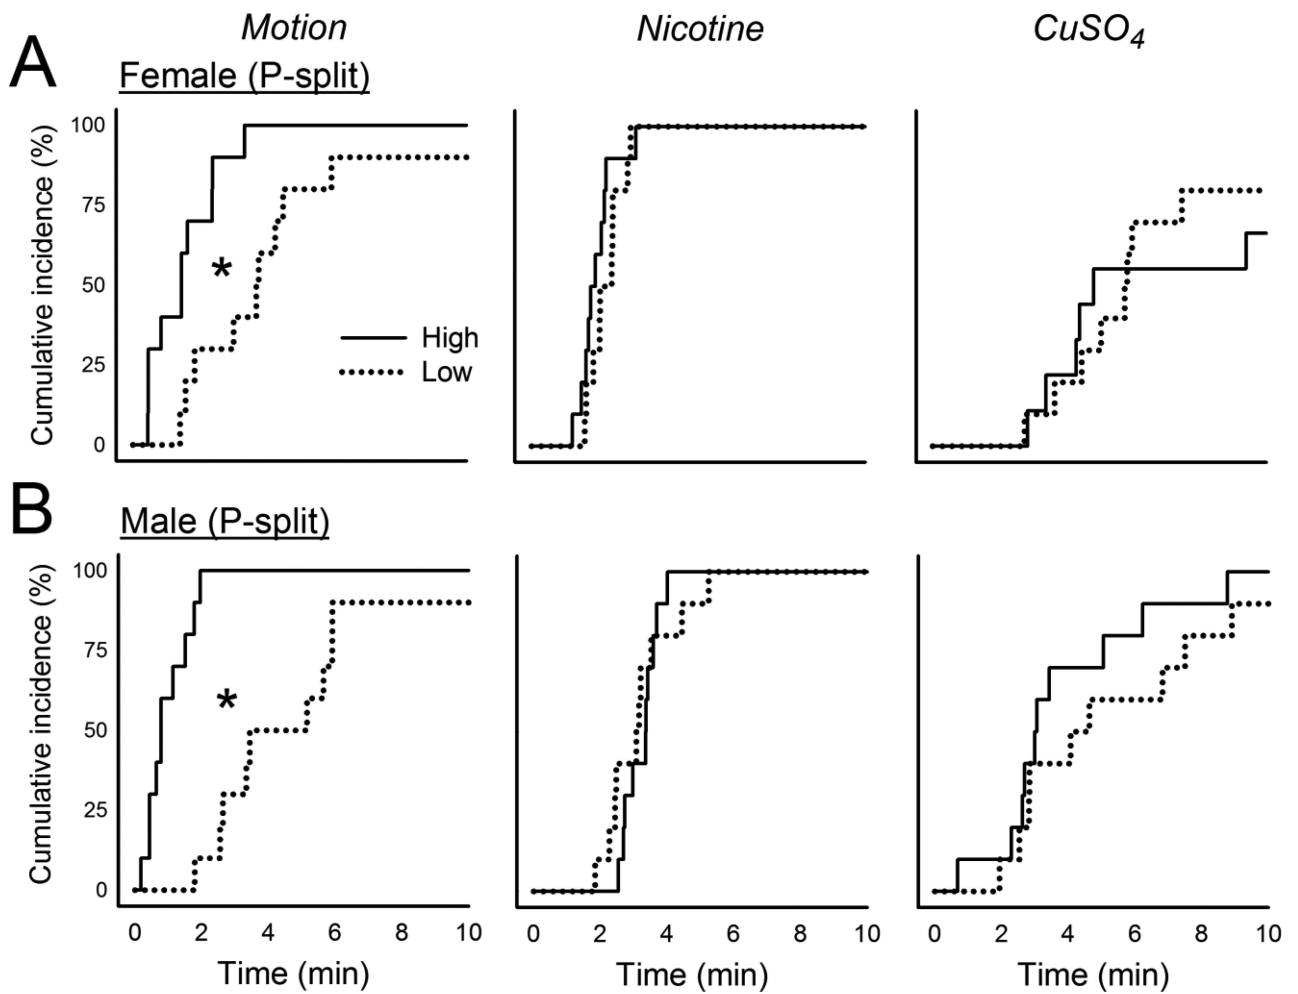 Motion Nicotine CuSO4
A
Female (P-split)
Cumulative incidence (%)
100
75
50
25
0
*
High
Low
B
Male (P-split)
Cumulative incidence (%)
100
75
50
25
0
*
0 2 4 6 8 10
0 2 4 6 8 10
0 2 4 6 8 10
Time (min) Time (min) Time (min)